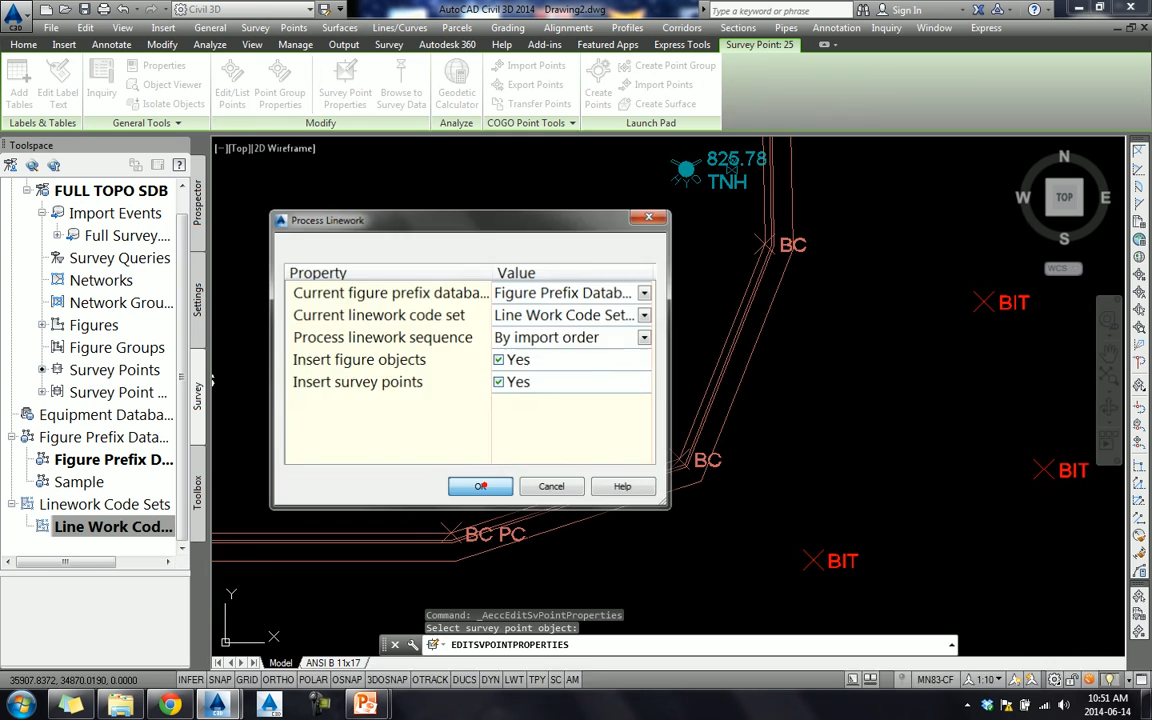 Civil 3D
AutoCAD Civil 3D 2014 Drawing2.dwg
Type a keyword or phrase
Sign In
File Edit View Insert General Survey Points Surfaces Lines/Curves Parcels Grading Alignments Profiles Corridors Sections Pipes Annotation Inquiry Window Express
Home Insert Annotate Modify Analyze View Manage Output Survey Autodesk 360 Help Add-ins Featured Apps Express Tools Survey Point: 25
Add Tables
Edit Label Text
Inquiry
Properties
Object Viewer
Isolate Objects
Edit/List Points
Point Group Properties
Survey Point Properties
Browse to Survey Data
Geodetic Calculator
Import Points
Export Points
Transfer Points
Create Points
Create Point Group
Import Points
Create Surface
Labels & Tables General Tools Modify Analyze COGO Point Tools Launch Pad
Toolspace
FULL TOPO SDB
Import Events
Full Survey....
Survey Queries
Networks
Network Grou...
Figures
Figure Groups
Survey Points
Survey Point ...
Equipment Databa...
Figure Prefix Data...
Figure Prefix D...
Sample
Linework Code Sets
Line Work Cod...
Prospector
Settings
Survey
Toolbox
[-][Top][2D Wireframe]
825.78
TNH
BC
BIT
BC
BIT
BC PC
BIT
N
W
TOP
E
S
WCS
Process Linework
Property Value
Current figure prefix databa... Figure Prefix Datab...
Current linework code set Line Work Code Set...
Process linework sequence By import order
Insert figure objects Yes
Insert survey points Yes
OK Cancel Help
Y
X
Command: _AeccEditSvPointProperties
Select survey point object:
EDITSVPOINTPROPERTIES
Model ANSI B 11x17
35907.8372, 34870.0190, 0.0000
INFER SNAP GRID ORTHO POLAR OSNAP 3DOSNAP OTRACK DUCS DYN LWT TPY SC AM
MN83-CF
1:10
10:51 AM
2014-06-14